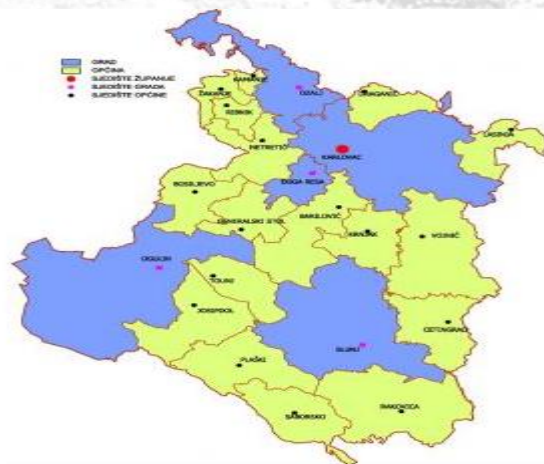 GRAD
OPĆINA
SJEDIŠTE ŽUPANIJE
SJEDIŠTE GRADA
SJEDIŠTE OPĆINE
KAMANJE
ŽAKANJE
OZALJ
DRAGANIĆ
RIBNIK
LASINJA
NETRETIĆ
KARLOVAC
DUGA RESA
BOSILJEVO
BARILOVIĆ
GENERALSKI STOL
KRNJAK
VOJNIĆ
OGULIN
TOUNJ
JOSIPDOL
CETINGRAD
SLUNJ
PLAŠKI
SABORSKO
RAKOVICA